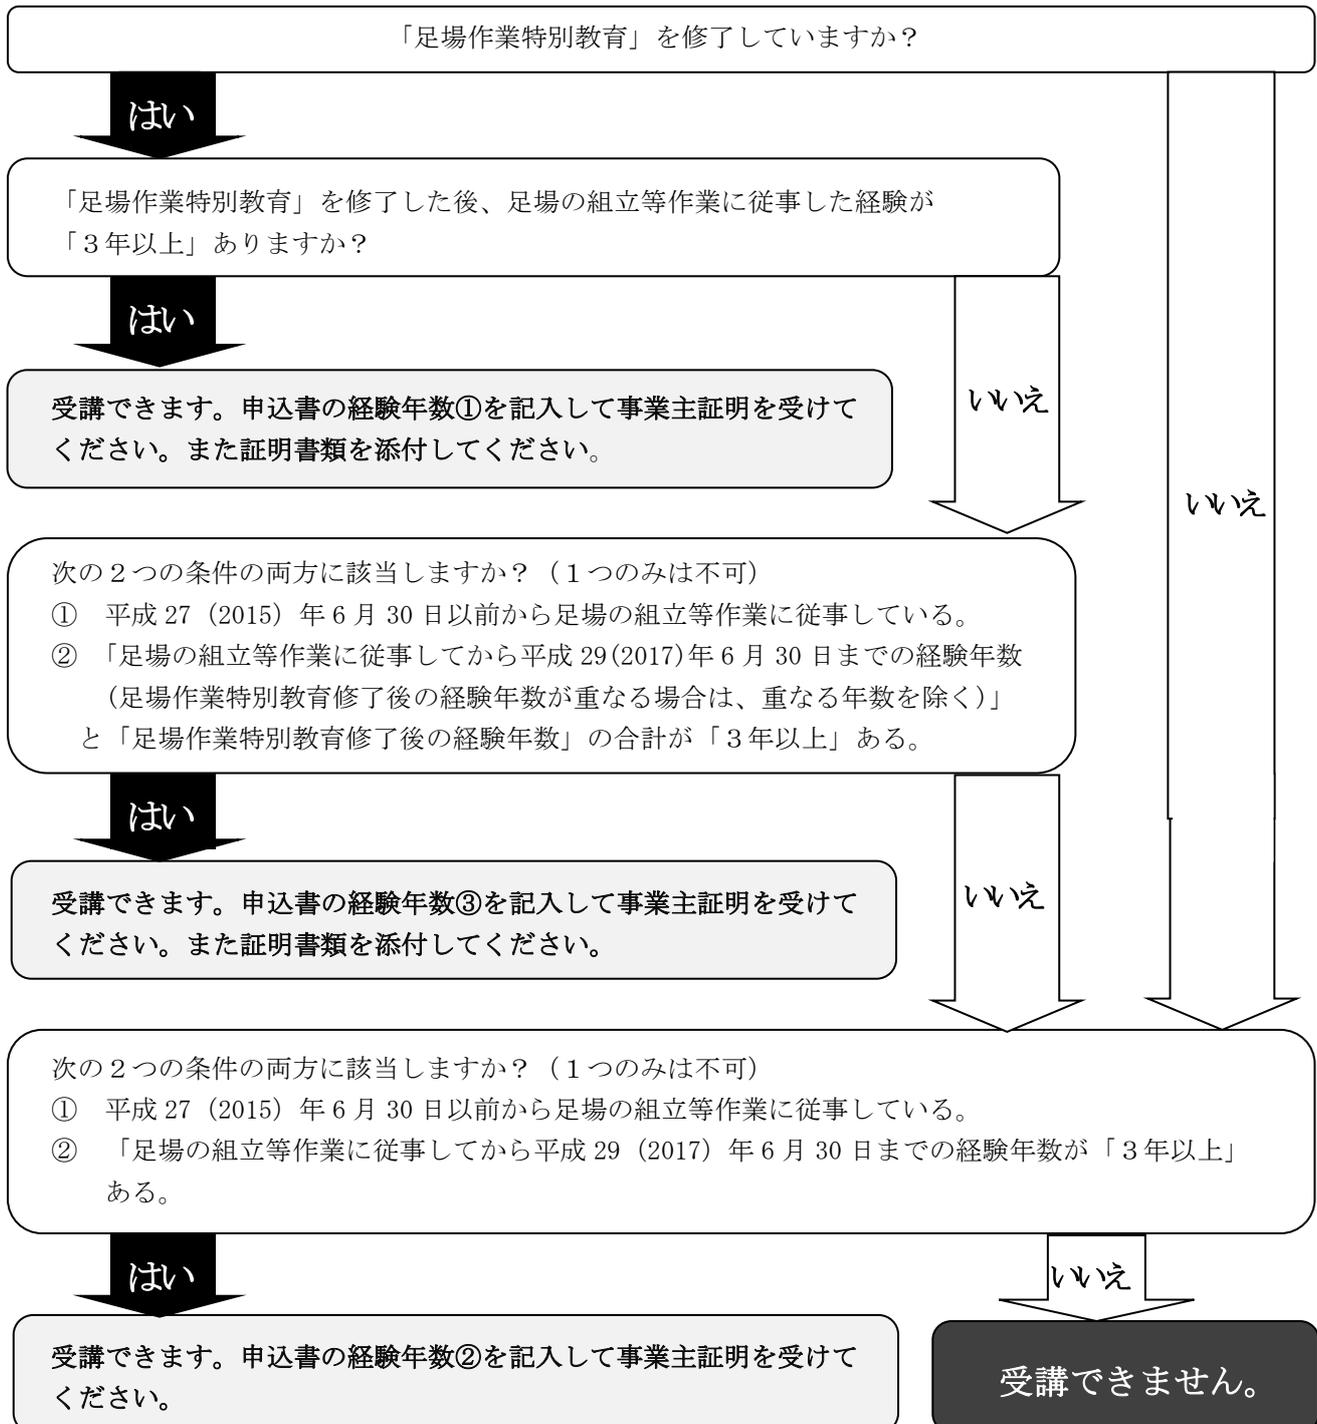 「足場作業特別教育」を修了していますか？
はい
「足場作業特別教育」を修了した後、足場の組立等作業に従事した経験が
「３年以上」ありますか？
はい
いいえ
受講できます。申込書の経験年数①を記入して事業主証明を受けて
ください。また証明書類を添付してください。
いいえ
次の２つの条件の両方に該当しますか？（１つのみは不可）
① 平成 27（2015）年 6 月 30 日以前から足場の組立等作業に従事している。
② 「足場の組立等作業に従事してから平成 29(2017)年 6 月 30 日までの経験年数
（足場作業特別教育修了後の経験年数が重なる場合は、重なる年数を除く）」
と「足場作業特別教育修了後の経験年数」の合計が「３年以上」ある。
はい
いいえ
受講できます。申込書の経験年数③を記入して事業主証明を受けて
ください。また証明書類を添付してください。
次の２つの条件の両方に該当しますか？（１つのみは不可）
① 平成 27（2015）年 6 月 30 日以前から足場の組立等作業に従事している。
② 「足場の組立等作業に従事してから平成 29（2017）年 6 月 30 日までの経験年数が「３年以上」
ある。
はい
いいえ
受講できます。申込書の経験年数②を記入して事業主証明を受けて
ください。
受講できません。